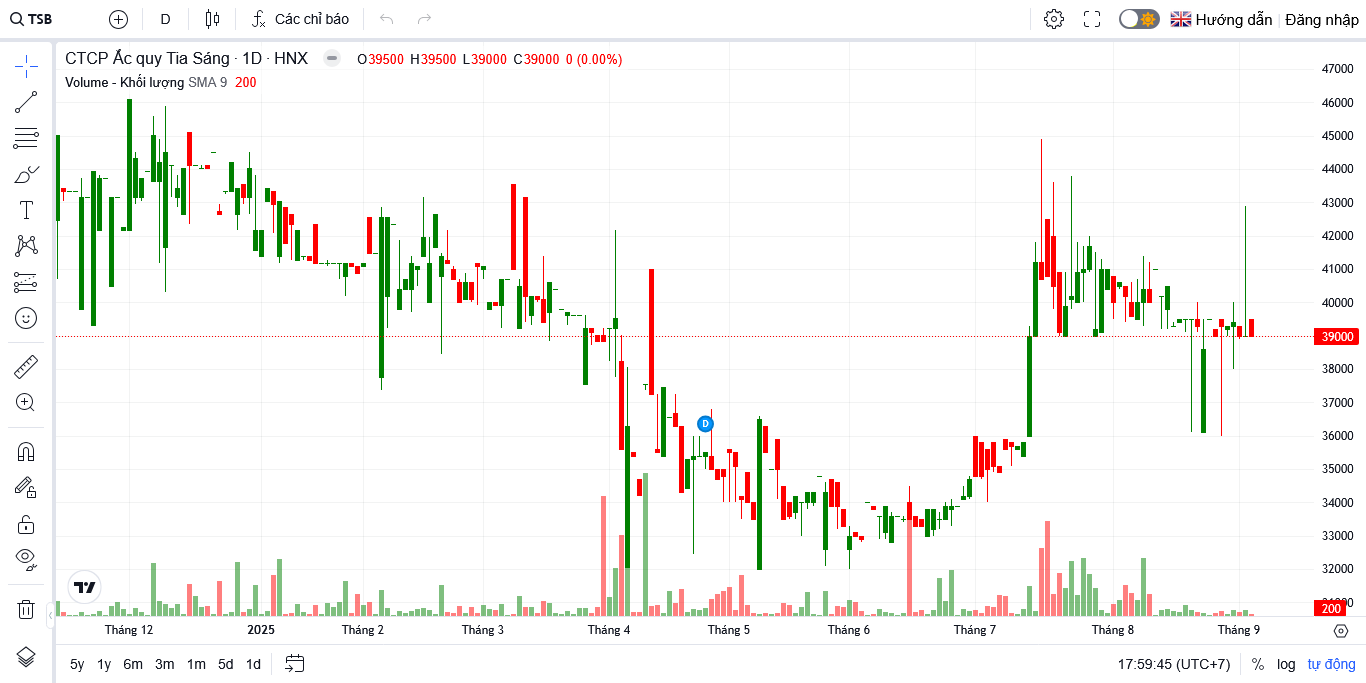 TSB D Các chỉ báo Hướng dẫn Đăng nhập
CTCP Ắc quy Tia Sáng · 1D · HNX O39500 H39500 L39000 C39000 0 (0.00%)
Volume - Khối lượng SMA 9 200
47000
46000
45000
44000
43000
42000
41000
40000
39000
38000
37000
36000
D
35000
34000
33000
32000
200
Tháng 12 2025 Tháng 2 Tháng 3 Tháng 4 Tháng 5 Tháng 6 Tháng 7 Tháng 8 Tháng 9
5y 1y 6m 3m 1m 5d 1d 17:59:45 (UTC+7) % log tự động